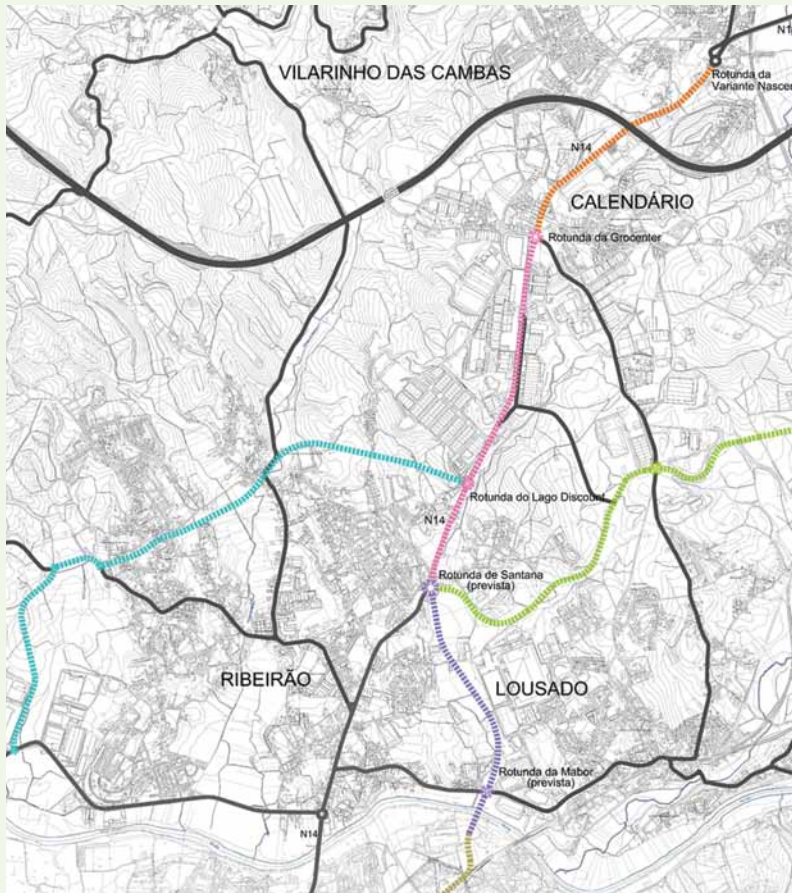 N14
VILARINHO DAS CAMBAS
Rotunda da
Variante Nascen
N14
CALENDÁRIO
Rotunda da Grocenter
Rotunda do Lago Discount
N14
Rotunda de Santana
(prevista)
RIBEIRÃO
LOUSADO
Rotunda da Mabor
(prevista)
N14